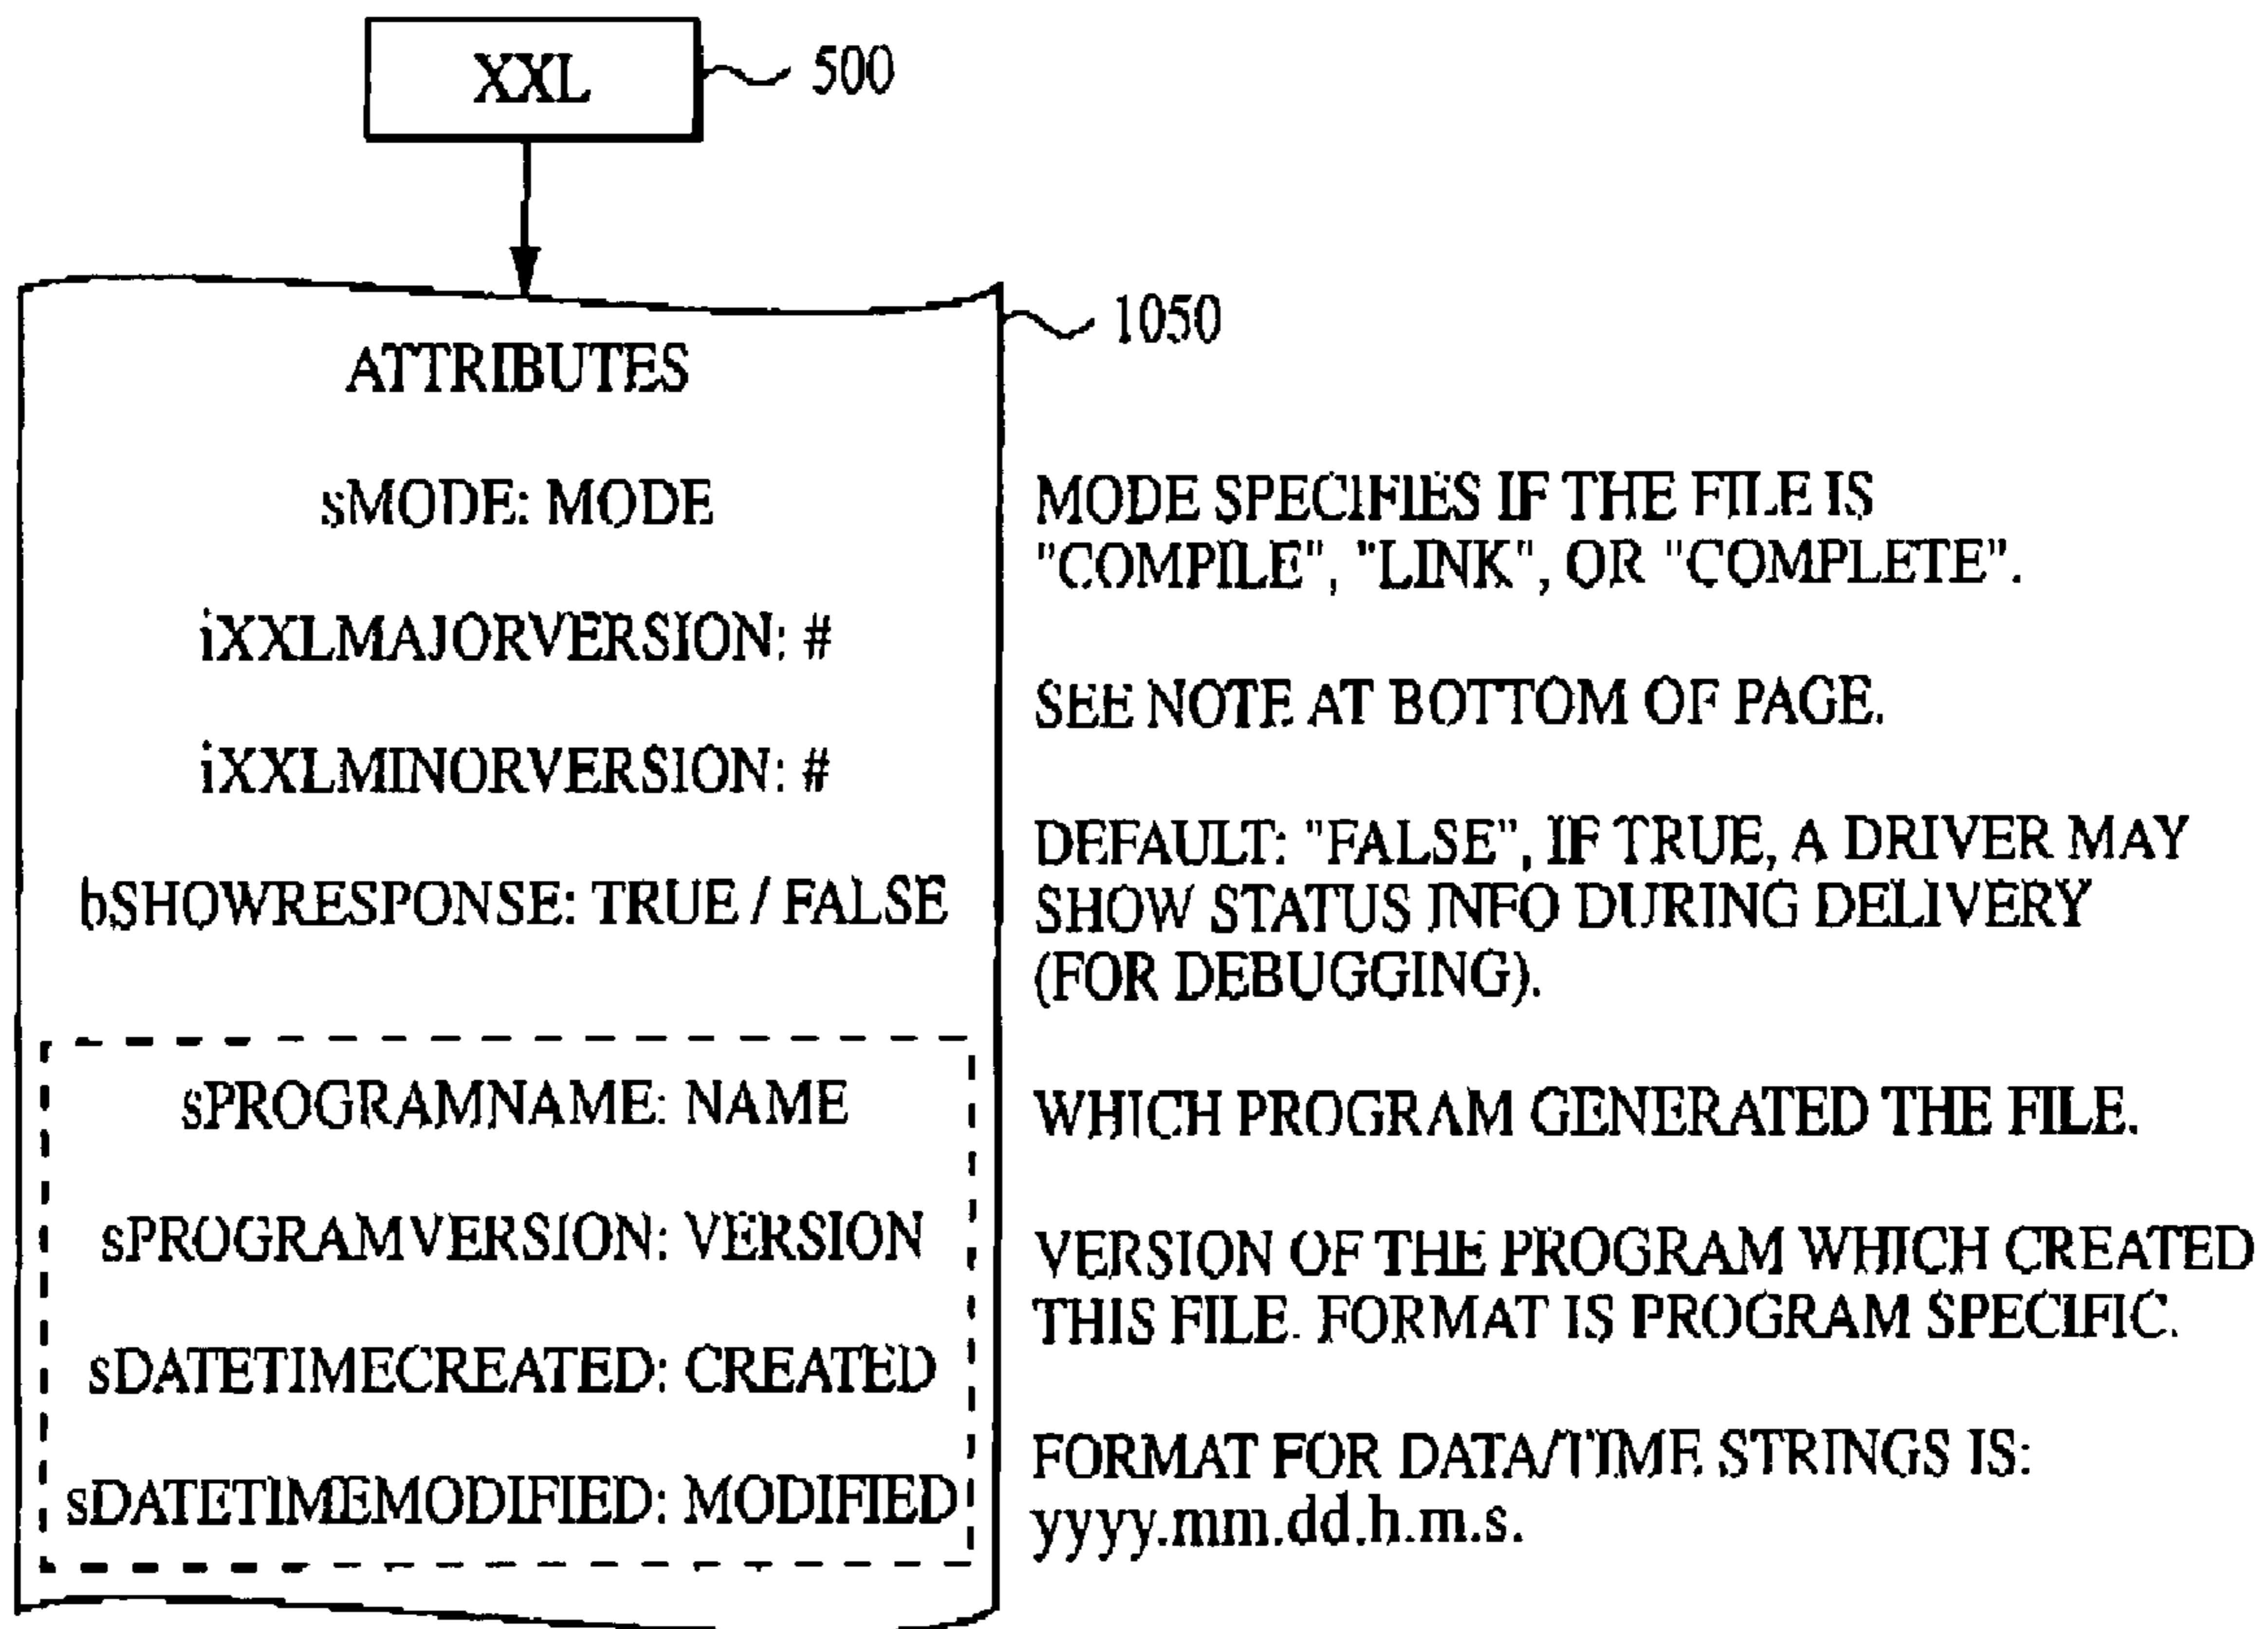 XXL
500
1050
ATTRIBUTES
sMODE: MODE
MODE SPECIFIES IF THE FILE IS
"COMPILE", "LINK", OR "COMPLETE".
iXXLMAJORVERSION: #
SEE NOTE AT BOTTOM OF PAGE.
iXXLMINORVERSION: #
bSHOWRESPONSE: TRUE / FALSE
DEFAULT: "FALSE", IF TRUE, A DRIVER MAY
SHOW STATUS INFO DURING DELIVERY
(FOR DEBUGGING).
sPROGRAMNAME: NAME
WHICH PROGRAM GENERATED THE FILE.
sPROGRAMVERSION: VERSION
VERSION OF THE PROGRAM WHICH CREATED
THIS FILE. FORMAT IS PROGRAM SPECIFIC.
sDATETIMECREATED: CREATED
sDATETIMEMODIFIED: MODIFIED
FORMAT FOR DATA/TIME STRINGS IS:
yyyy.mm.dd.h.m.s.